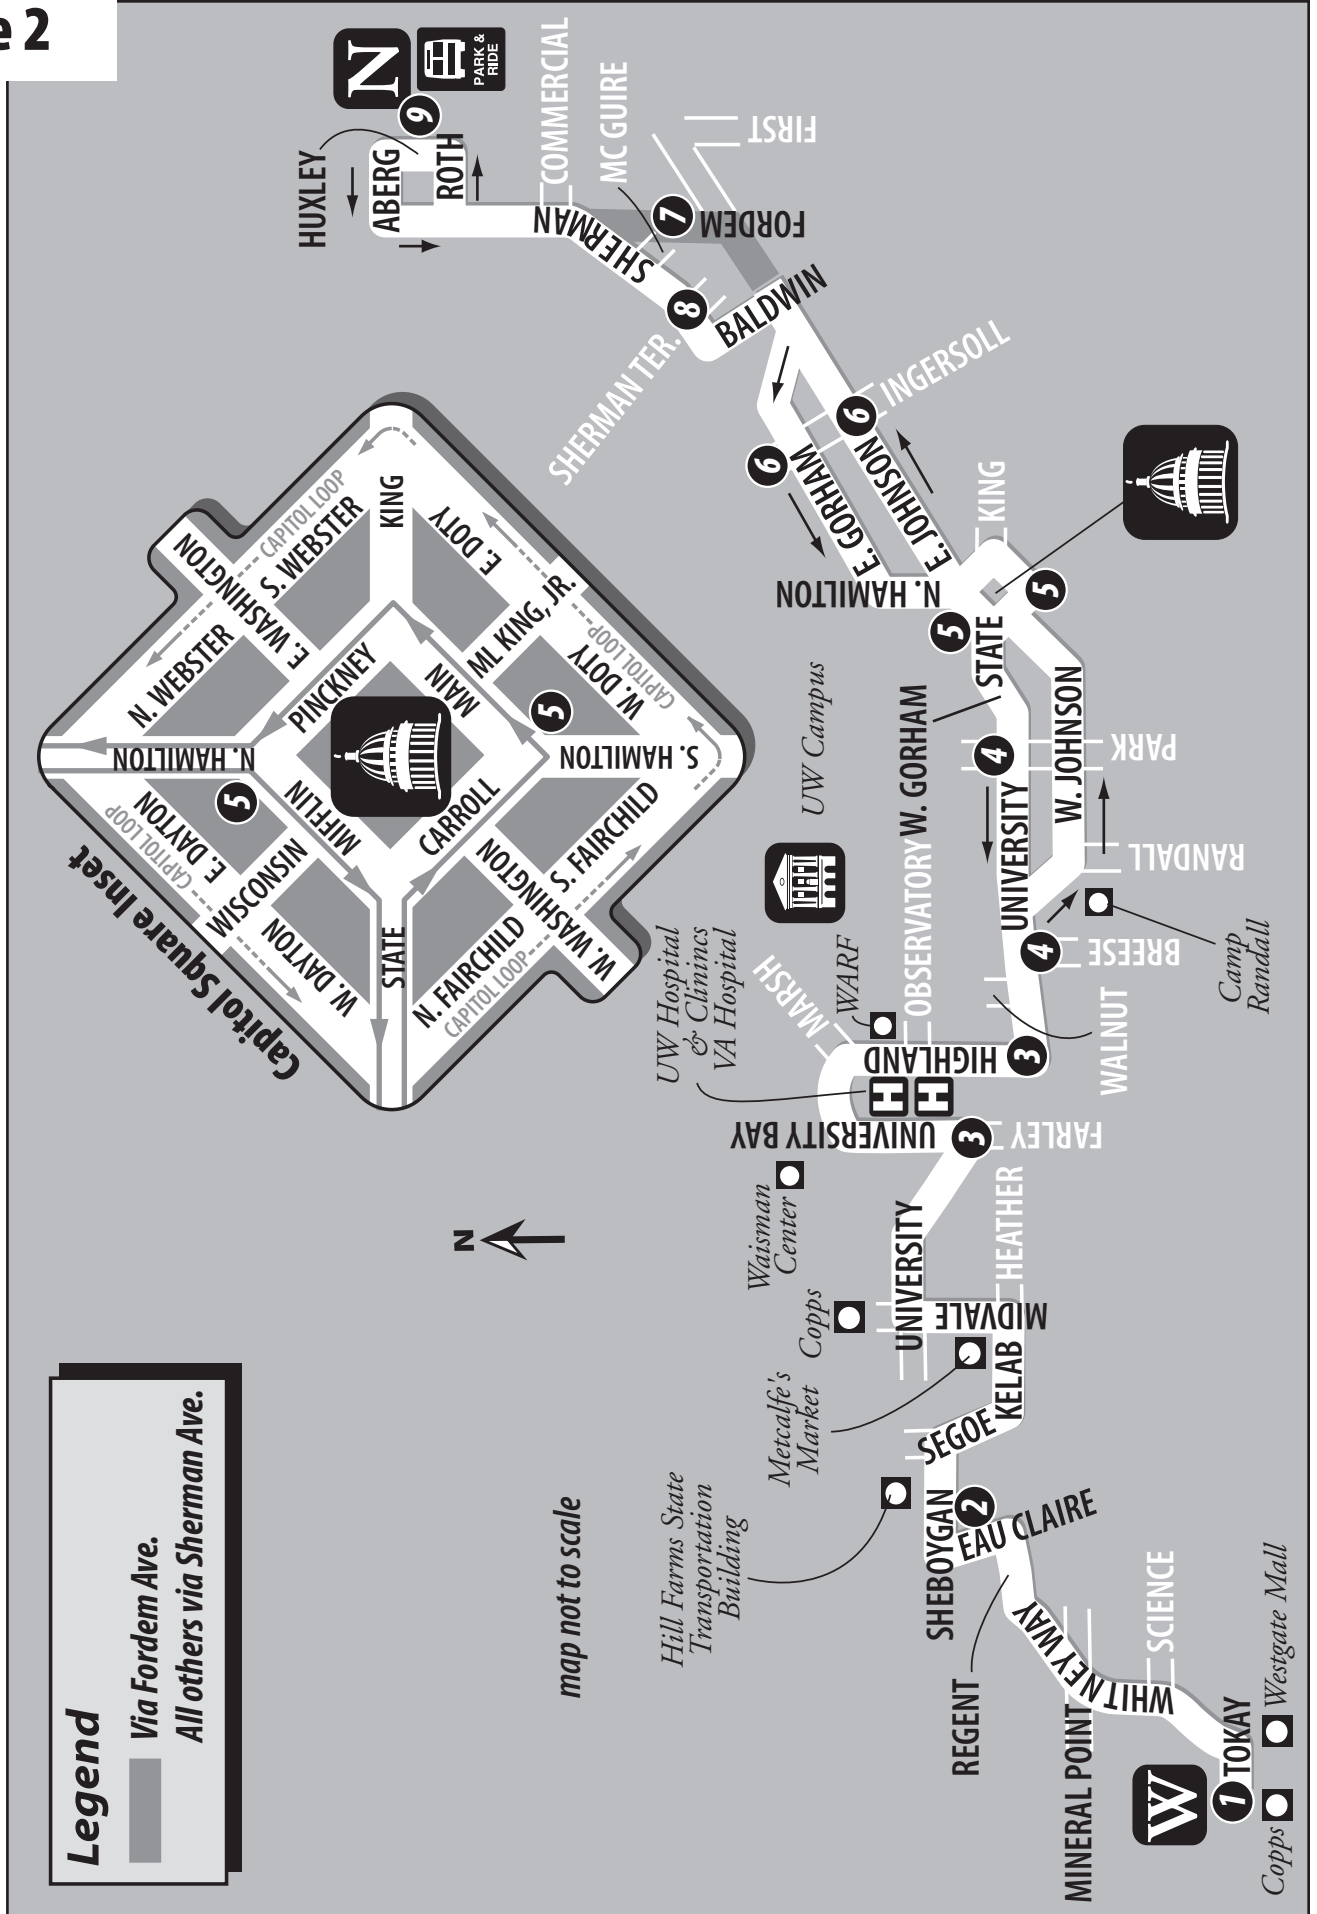 e 2
Legend
Via Fordem Ave.
All others via Sherman Ave.
map not to scale
N
Capitol Square Inset
N. HAMILTON
N. WEBSTER
E. WASHINGTON
S. WEBSTER
CAPITOL LOOP
KING
E. DOTY
ML KING, JR.
W. DOTY
CAPITOL LOOP
S. HAMILTON
S. FAIRCHILD
W. WASHINGTON
N. FAIRCHILD
CAPITOL LOOP
STATE
W. DAYTON
WISCONSIN
E. DAYTON
CAPITOL LOOP
PINCKNEY
MAIN
CARROLL
MIFFLIN
5
5
N
PARK &
RIDE
9
HUXLEY
ABERG
ROTH
COMMERCIAL
MC GUIRE
FIRST
SHERMAN
7
FORDEM
8
SHERMAN TER.
BALDWIN
INGERSOLL
6
6
E. GORHAM
E. JOHNSON
N. HAMILTON
KING
5
5
STATE
UW Campus
W. GORHAM
4
UNIVERSITY
W. JOHNSON
PARK
RANDALL
4
BREESE
Camp
Randall
WALNUT
OBSERVATORY
WARF
MARSH
HIGHLAND
3
UW Hospital
& Clinincs
VA Hospital
H
H
UNIVERSITY BAY
3
FARLEY
Waisman
Center
UNIVERSITY
HEATHER
MIDVALE
Copps
Metcalfe's
Market
KELAB
SEGOE
Hill Farms State
Transportation
Building
SHEBOYGAN
2
EAU CLAIRE
REGENT
WHITNEY WAY
MINERAL POINT
SCIENCE
W
1
TOKAY
Westgate Mall
Copps